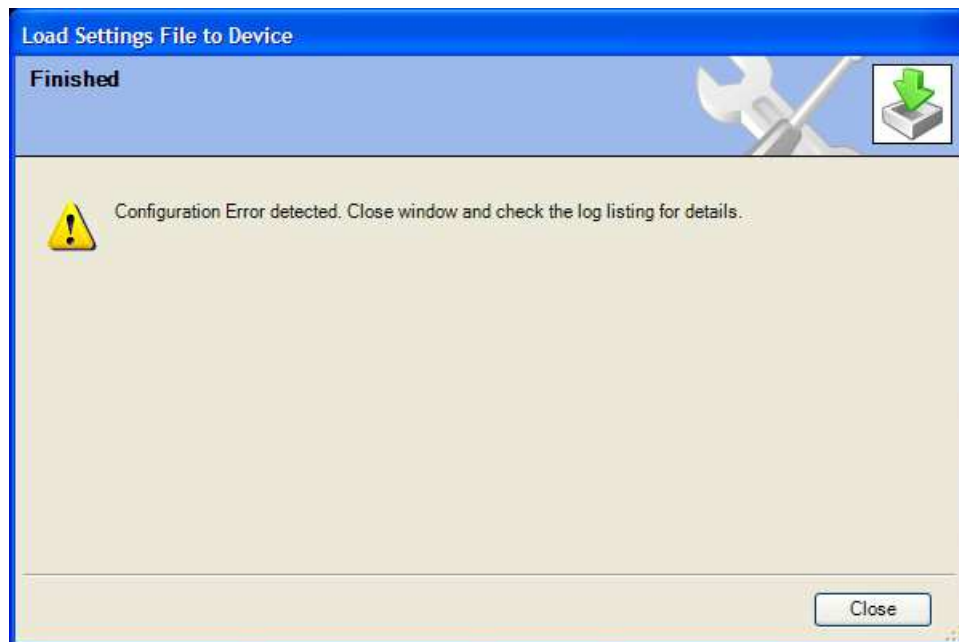 Load Settings File to Device
Finished
Configuration Error detected. Close window and check the log listing for details.
Close